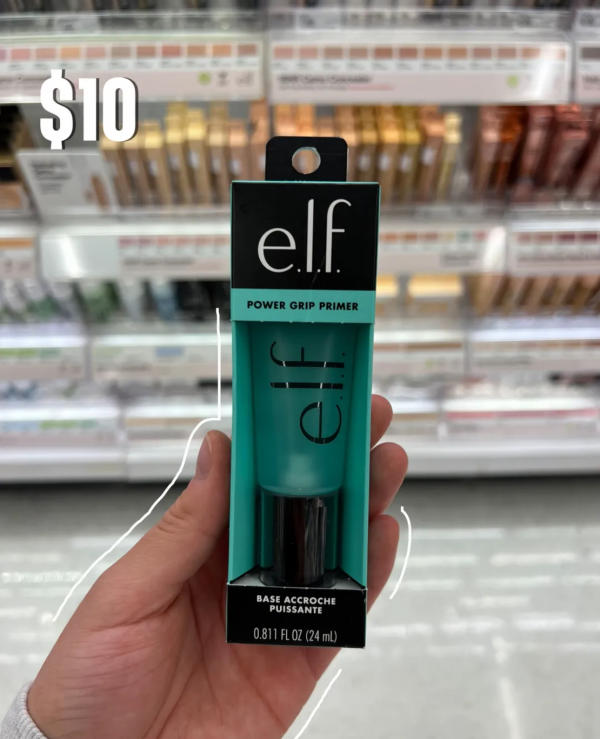 $10
e.l.f.
POWER GRIP PRIMER
e.l.f.
BASE ACCROCHE
PUISSANTE
0.811 FL OZ (24 mL)